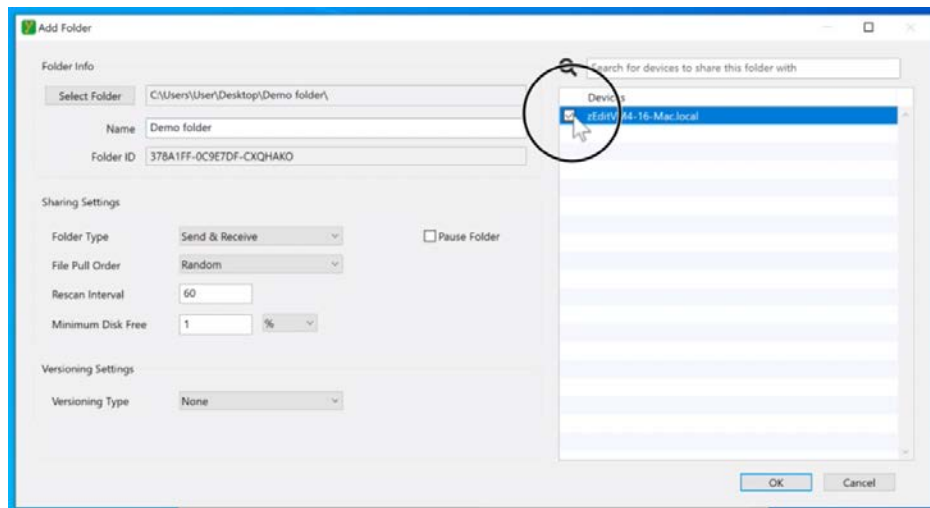 Add Folder
Folder Info
Select Folder C:\Users\User\Desktop\Demo folder\
Name Demo folder
Folder ID 378A1FF-0C9E7DF-CXQHAKO
Sharing Settings
Folder Type Send & Receive Pause Folder
File Pull Order Random
Rescan Interval 60
Minimum Disk Free 1 %
Versioning Settings
Versioning Type None
Search for devices to share this folder with
Devices
zEditVM4-16-Mac.local
OK Cancel